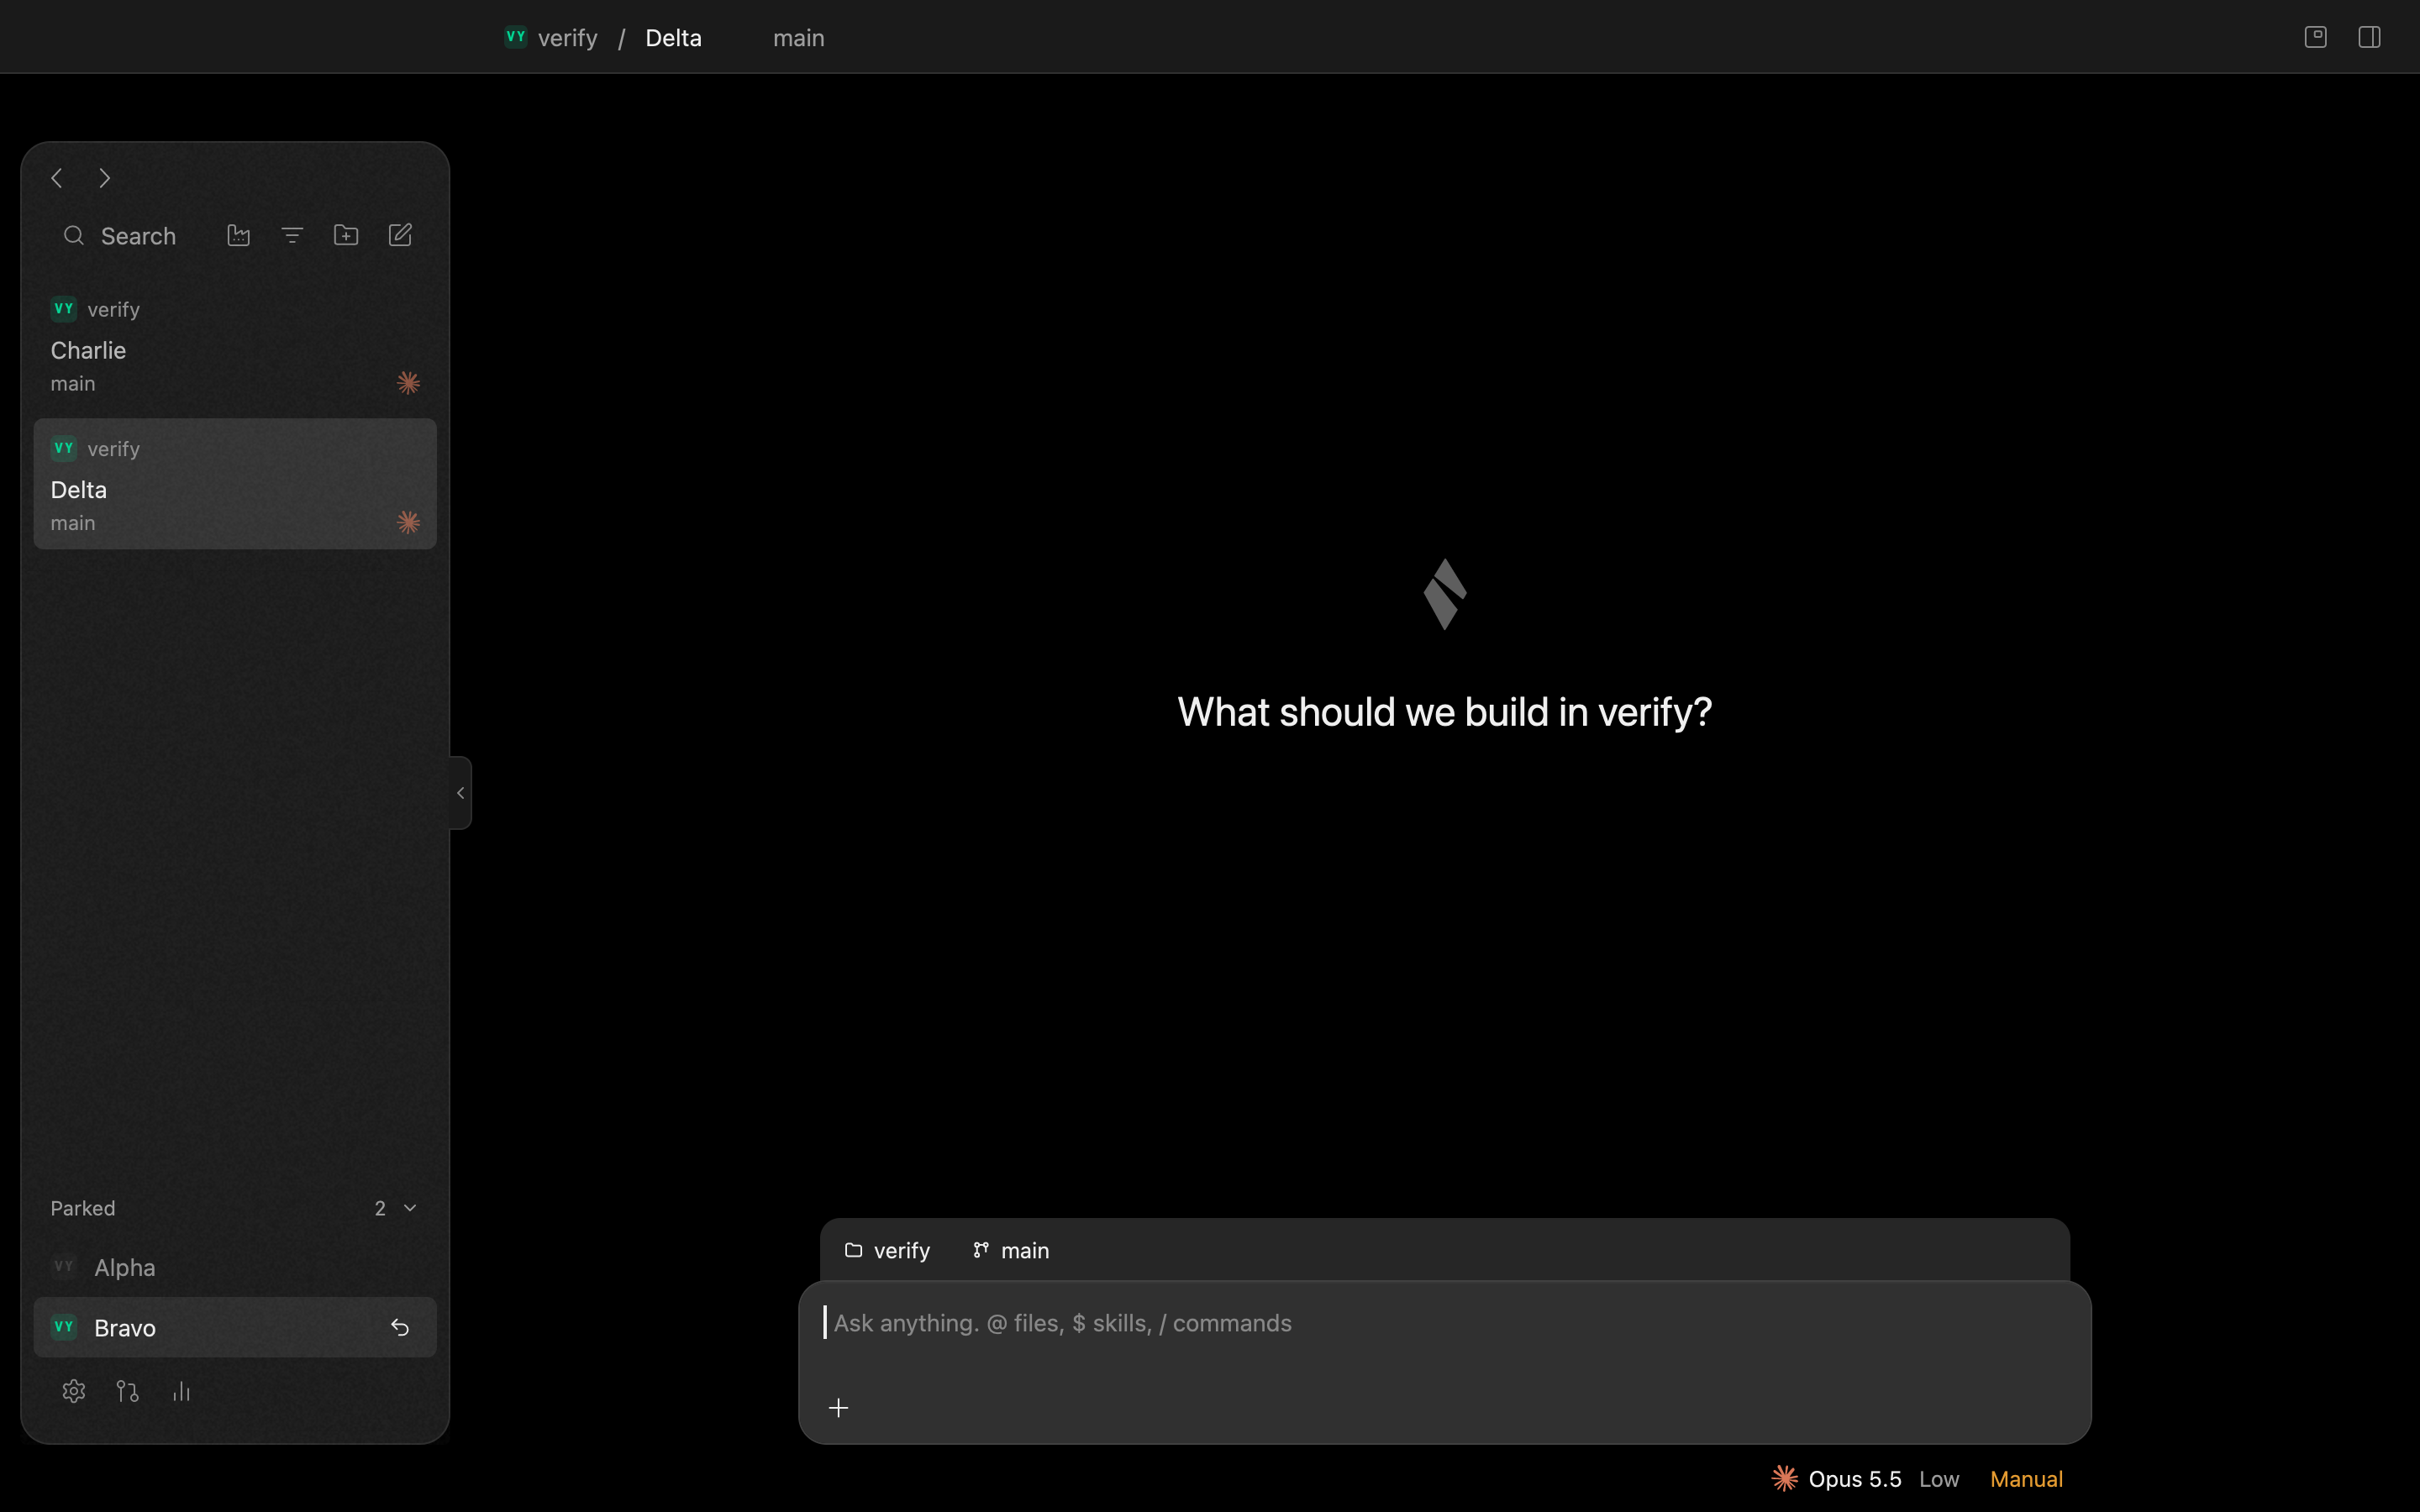 VY verify / Delta main
Search
VY verify
Charlie
main
VY verify
Delta
main
What should we build in verify?
Parked 2
VY Alpha
VY Bravo
verify main
Ask anything. @ files, $ skills, / commands
Opus 5.5 Low Manual